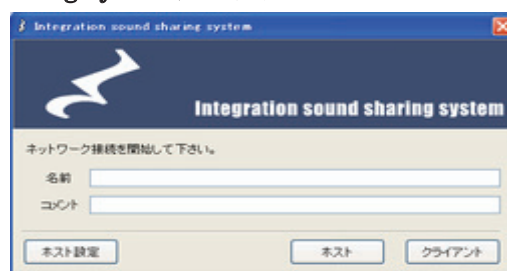 Integration sound sharing system
Integration sound sharing system
ネットワーク接続を開始して下さい。
名前
コメント
ホスト設定 ホスト クライアント